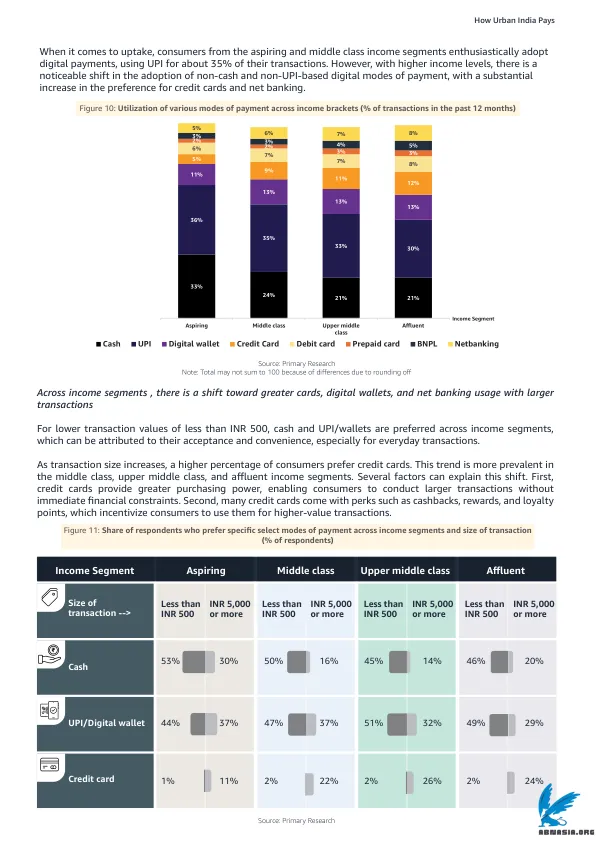 How Urban India Pays
When it comes to uptake, consumers from the aspiring and middle class income segments enthusiastically adopt
digital payments, using UPI for about 35% of their transactions. However, with higher income levels, there is a
noticeable shift in the adoption of non-cash and non-UPI-based digital modes of payment, with a substantial
increase in the preference for credit cards and net banking.
Figure 10: Utilization of various modes of payment across income brackets (% of transactions in the past 12 months)
5% 6% 7% 8%
3% 3% 4% 5%
2% 2% 3% 3%
6% 7% 7% 8%
5% 9% 11% 12%
11% 13% 13% 13%
36% 35% 33% 30%
33% 24% 21% 21%
Income Segment
Aspiring Middle class Upper middle Affluent
class
Cash UPI Digital wallet Credit Card Debit card Prepaid card BNPL Netbanking
Source: Primary Research
Note: Total may not sum to 100 because of differences due to rounding off
Across income segments , there is a shift toward greater cards, digital wallets, and net banking usage with larger
transactions
For lower transaction values of less than INR 500, cash and UPI/wallets are preferred across income segments,
which can be attributed to their acceptance and convenience, especially for everyday transactions.
As transaction size increases, a higher percentage of consumers prefer credit cards. This trend is more prevalent in
the middle class, upper middle class, and affluent income segments. Several factors can explain this shift. First,
credit cards provide greater purchasing power, enabling consumers to conduct larger transactions without
immediate financial constraints. Second, many credit cards come with perks such as cashbacks, rewards, and loyalty
points, which incentivize consumers to use them for higher-value transactions.
Figure 11: Share of respondents who prefer specific select modes of payment across income segments and size of transaction
(% of respondents)
Income Segment Aspiring Middle class Upper middle class Affluent
Size of Less than INR 5,000 Less than INR 5,000 Less than INR 5,000 Less than INR 5,000
transaction --> INR 500 or more INR 500 or more INR 500 or more INR 500 or more
Cash 53% 30% 50% 16% 45% 14% 46% 20%
UPI/Digital wallet 44% 37% 47% 37% 51% 32% 49% 29%
Credit card 1% 11% 2% 22% 2% 26% 2% 24%
Source: Primary Research
ABNASIA.ORG